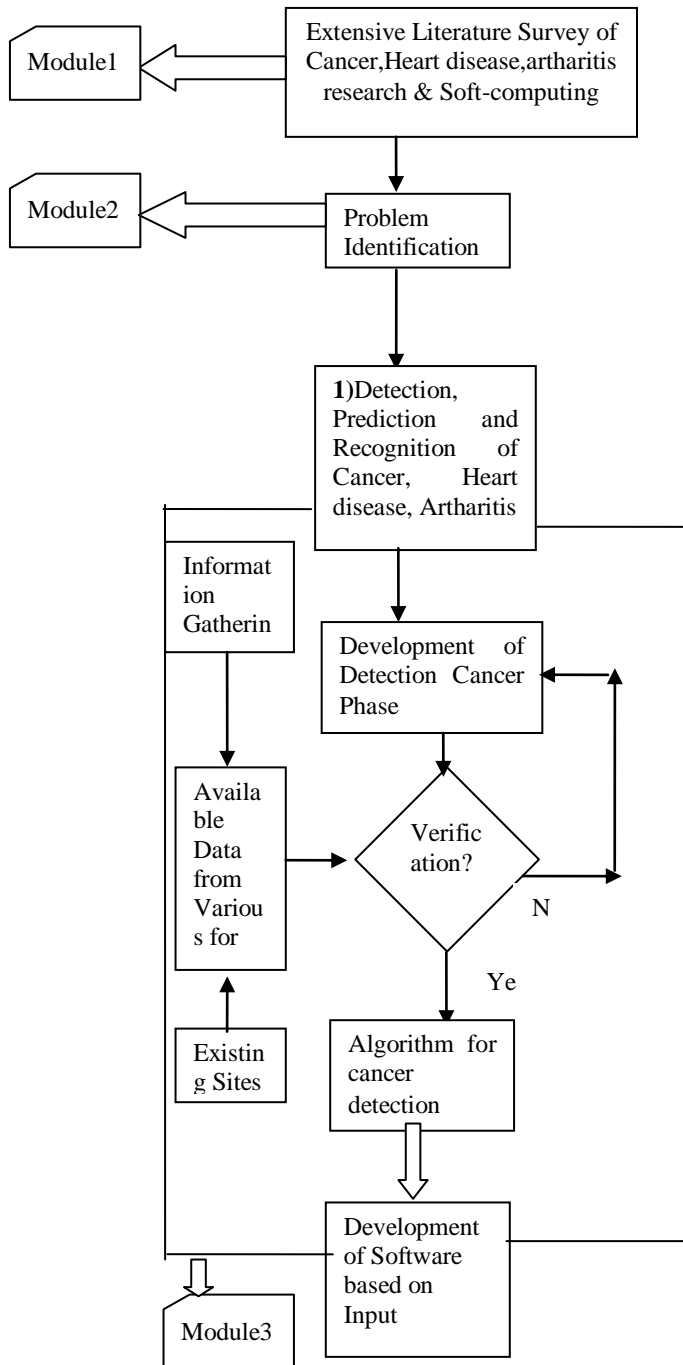 Module1
Extensive Literature Survey of
Cancer,Heart disease,artharitis
research & Soft-computing
Module2
Problem
Identification
1)Detection,
Prediction and
Recognition of
Cancer, Heart
disease, Artharitis
Informat
ion
Gatherin
Development of
Detection Cancer
Phase
Availa
ble
Data
from
Variou
s for
Verific
ation?
N
Ye
Existin
g Sites
Algorithm for
cancer
detection
Development
of Software
based on
Input
Module3